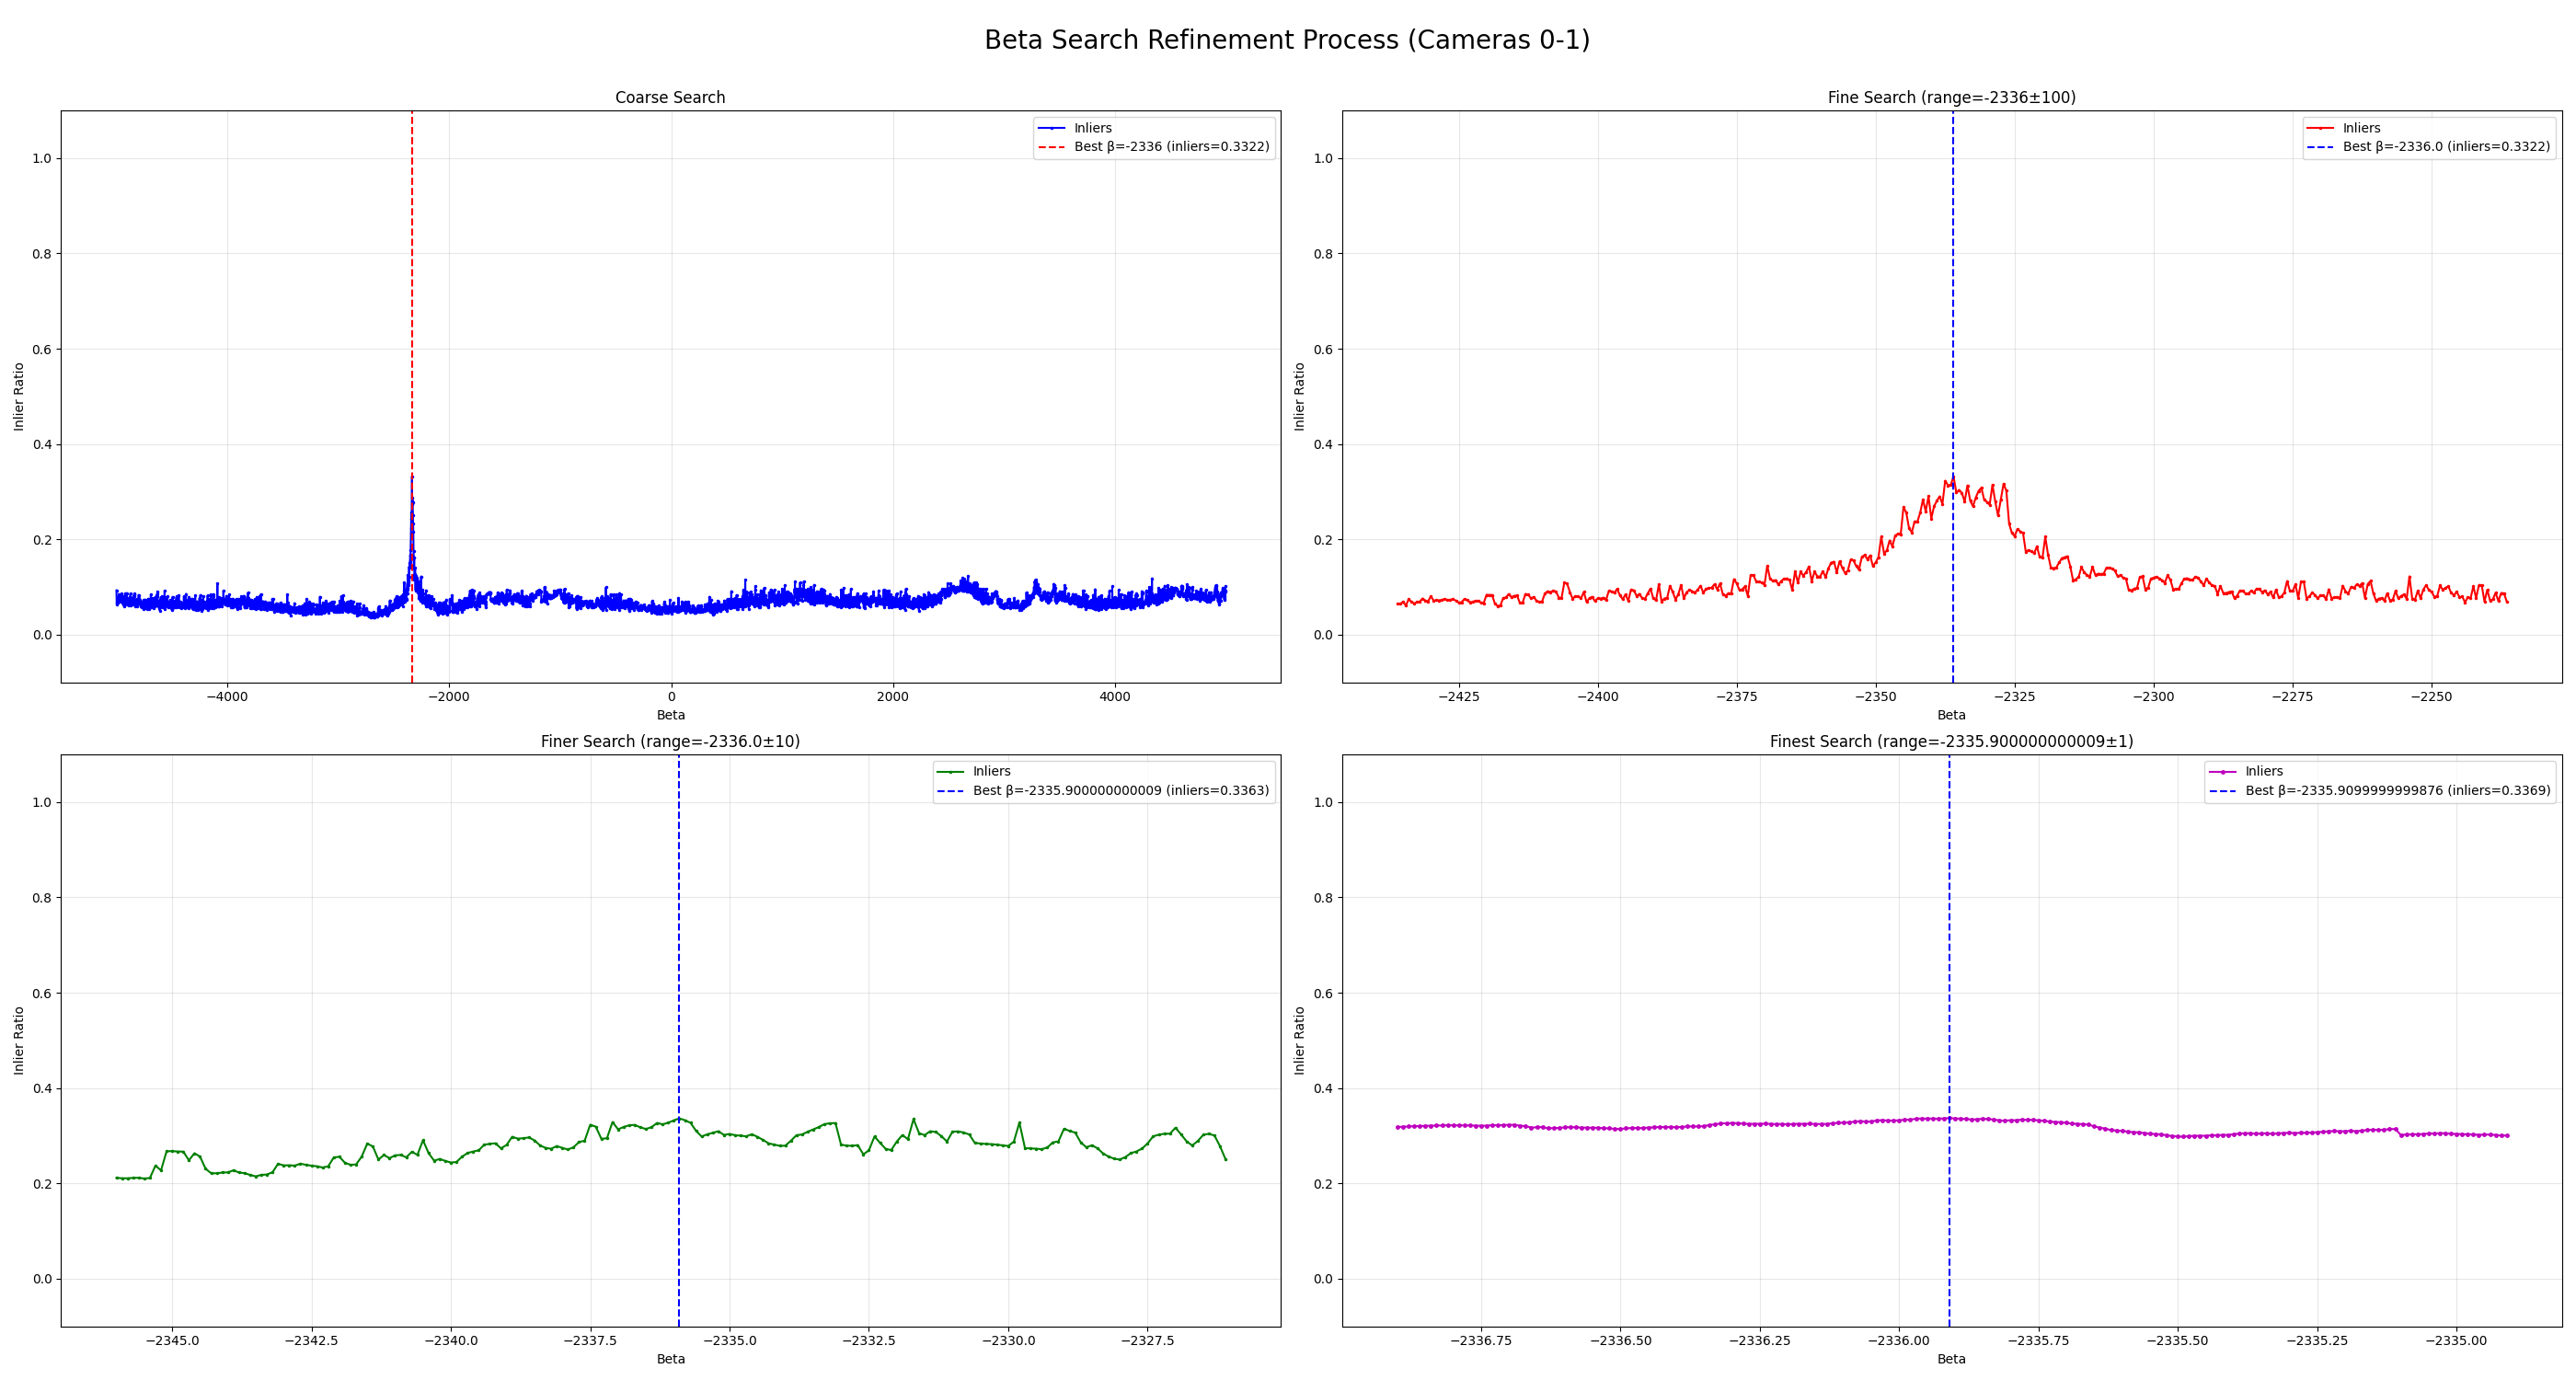 Beta Search Refinement Process (Cameras 0-1)
Coarse Search
Inliers
Best β=-2336 (inliers=0.3322)
1.0
0.8
0.6
0.4
0.2
0.0
Inlier Ratio
−4000 −2000 0 2000 4000
Beta
Fine Search (range=-2336±100)
Inliers
Best β=-2336.0 (inliers=0.3322)
1.0
0.8
0.6
0.4
0.2
0.0
Inlier Ratio
−2425 −2400 −2375 −2350 −2325 −2300 −2275 −2250
Beta
Finer Search (range=-2336.0±10)
Inliers
Best β=-2335.900000000009 (inliers=0.3363)
1.0
0.8
0.6
0.4
0.2
0.0
Inlier Ratio
−2345.0 −2342.5 −2340.0 −2337.5 −2335.0 −2332.5 −2330.0 −2327.5
Beta
Finest Search (range=-2335.900000000009±1)
Inliers
Best β=-2335.9099999999876 (inliers=0.3369)
1.0
0.8
0.6
0.4
0.2
0.0
Inlier Ratio
−2336.75 −2336.50 −2336.25 −2336.00 −2335.75 −2335.50 −2335.25 −2335.00
Beta